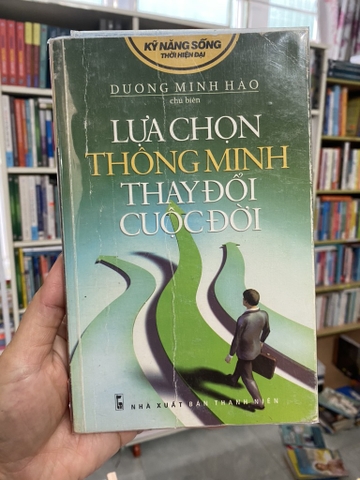 KỸ NĂNG SỐNG
THỜI HIỆN ĐẠI
DƯƠNG MINH HÀO
chủ biên
LỰA CHỌN
THÔNG MINH
THAY ĐỔI
CUỘC ĐỜI
NHÀ XUẤT BẢN THANH NIÊN